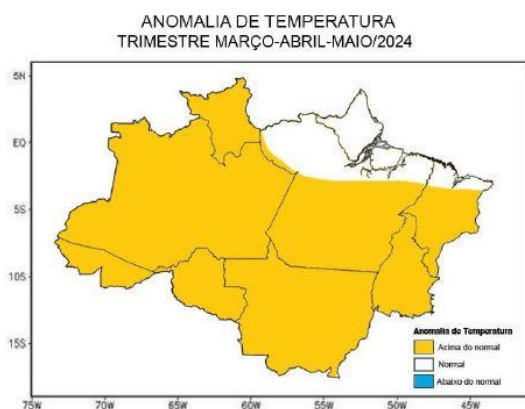 ANOMALIA DE TEMPERATURA
TRIMESTRE MARÇO-ABRIL-MAIO/2024
5N
EQ
5S
10S
15S
Anomalia de Temperatura
Acima do normal
Normal
Abaixo do normal
75W 70W 65W 60W 55W 50W 45W